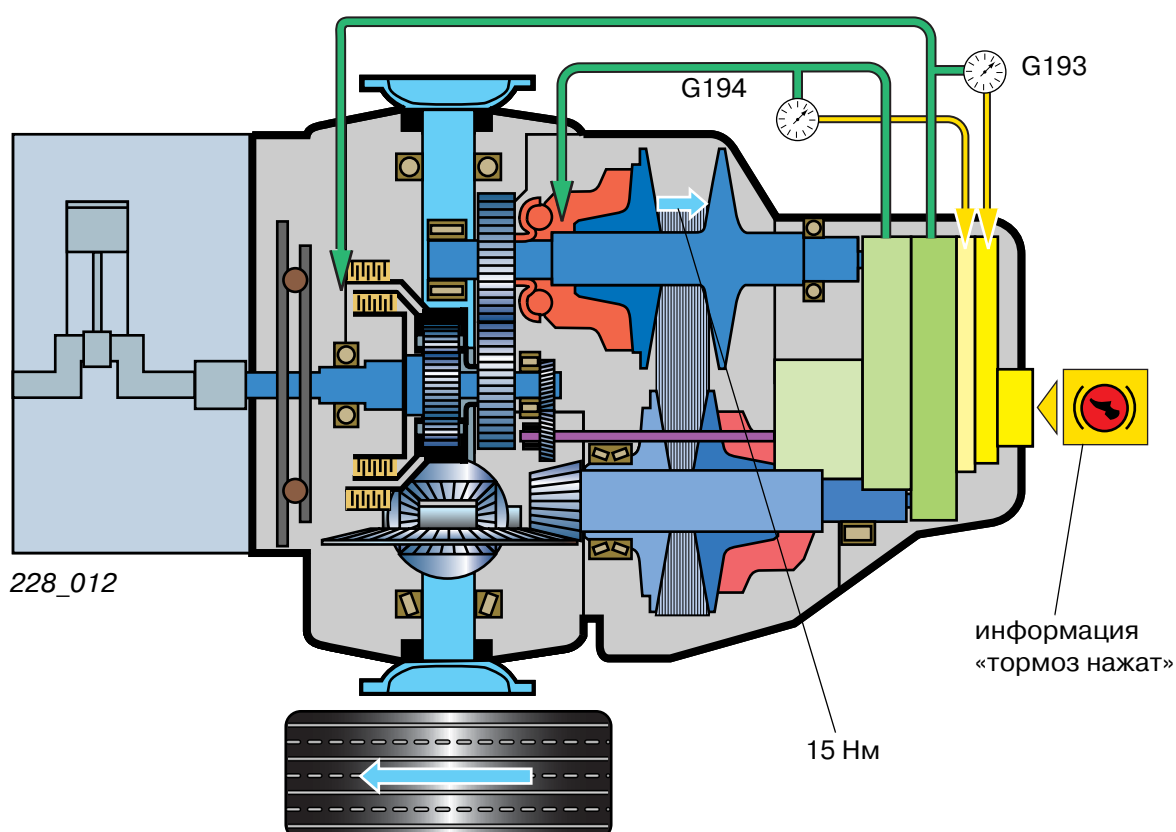 G193
G194
228_012
информация
«тормоз нажат»
15 Нм